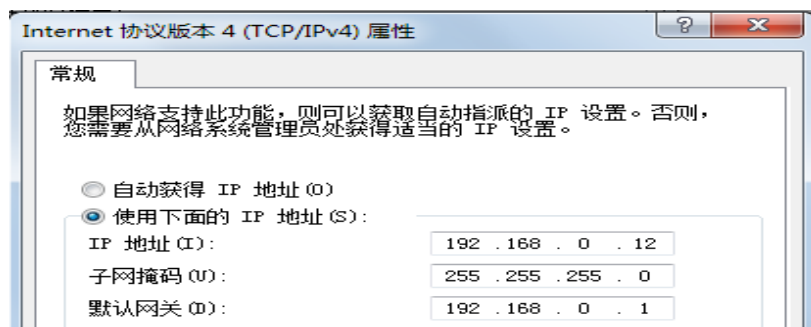 Internet 协议版本 4 (TCP/IPv4) 属性
常规
如果网络支持此功能，则可以获取自动指派的 IP 设置。否则，
您需要从网络系统管理员处获得适当的 IP 设置。
自动获得 IP 地址(O)
使用下面的 IP 地址(S):
IP 地址(I): 192 .168 . 0 . 12
子网掩码(U): 255 .255 .255 . 0
默认网关(D): 192 .168 . 0 . 1